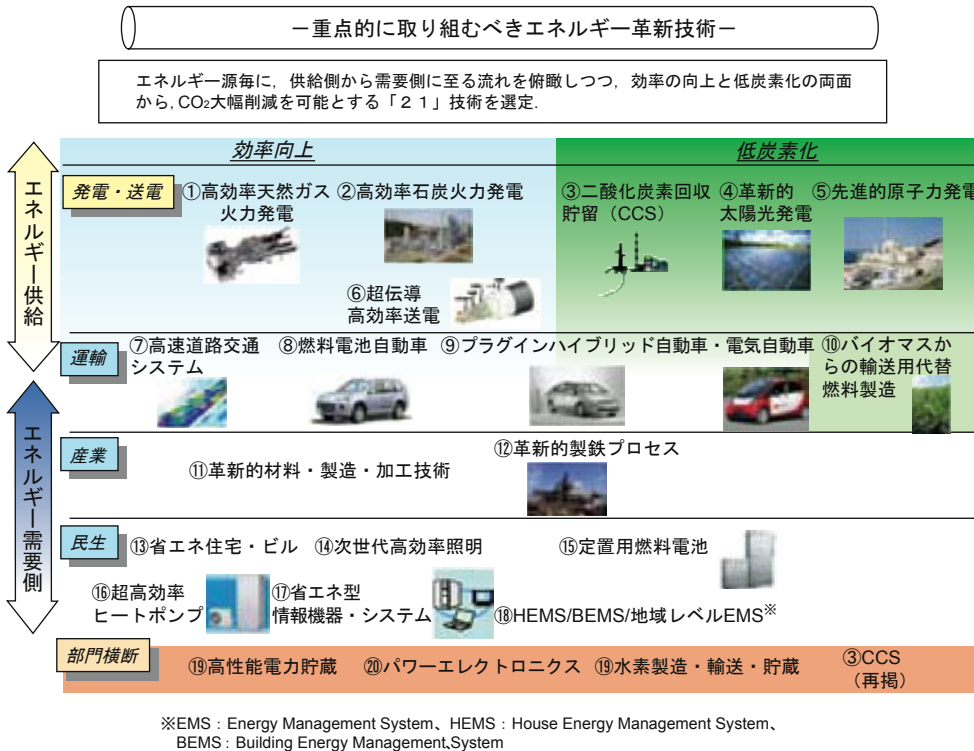 －重点的に取り組むべきエネルギー革新技術－
エネルギー源毎に，供給側から需要側に至る流れを俯瞰しつつ，効率の向上と低炭素化の両面
から，CO₂大幅削減を可能とする「２１」技術を選定.
効率向上
低炭素化
エネルギー供給
発電・送電
①高効率天然ガス
火力発電
②高効率石炭火力発電
③二酸化炭素回収
貯留（CCS）
④革新的
太陽光発電
⑤先進的原子力発電
⑥超伝導
高効率送電
運輸
⑦高速道路交通
システム
⑧燃料電池自動車
⑨プラグインハイブリッド自動車・電気自動車
⑩バイオマスか
らの輸送用代替
燃料製造
エネルギー需要側
産業
⑪革新的材料・製造・加工技術
⑫革新的製鉄プロセス
民生
⑬省エネ住宅・ビル
⑭次世代高効率照明
⑮定置用燃料電池
⑯超高効率
ヒートポンプ
⑰省エネ型
情報機器・システム
⑱HEMS/BEMS/地域レベルEMS※
部門横断
⑲高性能電力貯蔵
⑳パワーエレクトロニクス
⑲水素製造・輸送・貯蔵
③CCS
（再掲）
※EMS：Energy Management System、HEMS：House Energy Management System、
BEMS：Building Energy Management、System